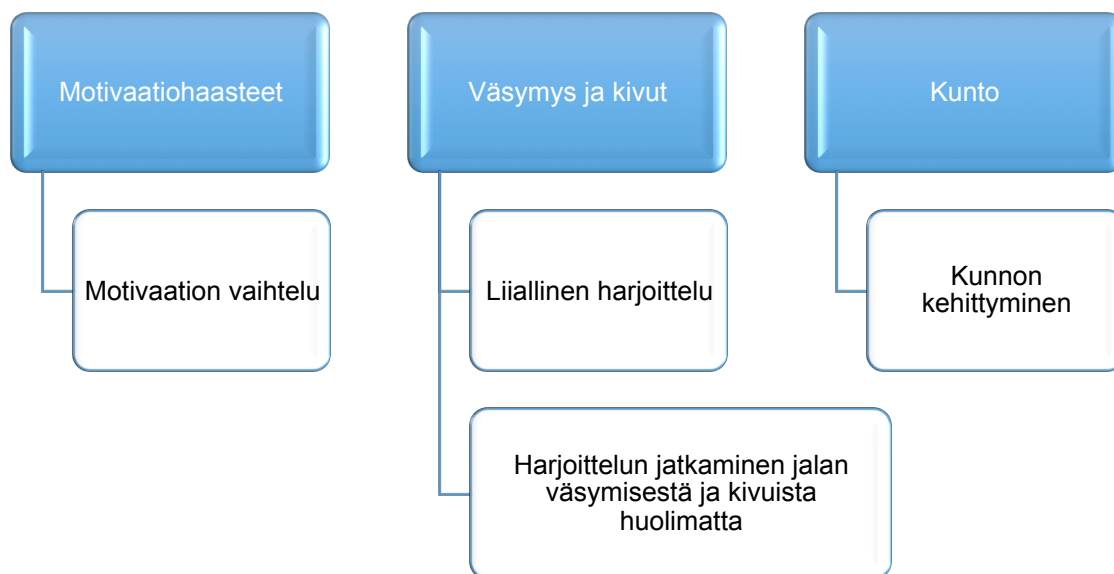 Motivaatiohaasteet
Väsymys ja kivut
Kunto
Motivaation vaihtelu
Liiallinen harjoittelu
Kunnon
kehittyminen
Harjoittelun jatkaminen jalan
väsymisestä ja kivuista
huolimatta